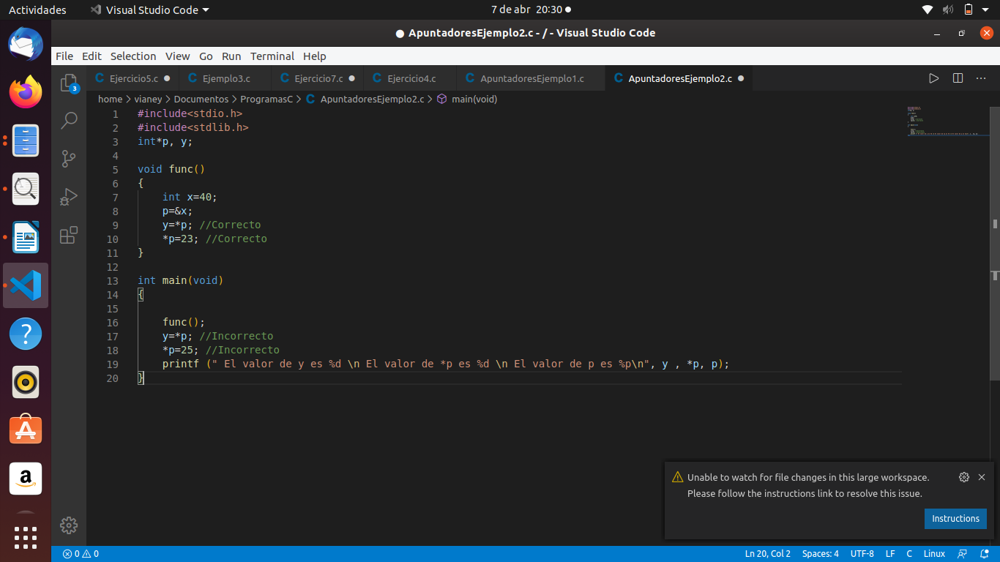 Actividades Visual Studio Code 7 de abr 20:30
ApuntadoresEjemplo2.c - / - Visual Studio Code
File Edit Selection View Go Run Terminal Help
Ejercicio5.c Ejemplo3.c Ejercicio7.c Ejercicio4.c ApuntadoresEjemplo1.c ApuntadoresEjemplo2.c
home > vianey > Documentos > ProgramasC > C ApuntadoresEjemplo2.c > main(void)
1 #include<stdio.h>
2 #include<stdlib.h>
3 int*p, y;
4
5 void func()
6 {
7 int x=40;
8 p=&x;
9 y=*p; //Correcto
10 *p=23; //Correcto
11 }
12
13 int main(void)
14 {
15
16 func();
17 y=*p; //Incorrecto
18 *p=25; //Incorrecto
19 printf (" El valor de y es %d \n El valor de *p es %d \n El valor de p es %p\n", y , *p, p);
20 }
3
Unable to watch for file changes in this large workspace.
Please follow the instructions link to resolve this issue.
Instructions
0 0 Ln 20, Col 2 Spaces: 4 UTF-8 LF C Linux